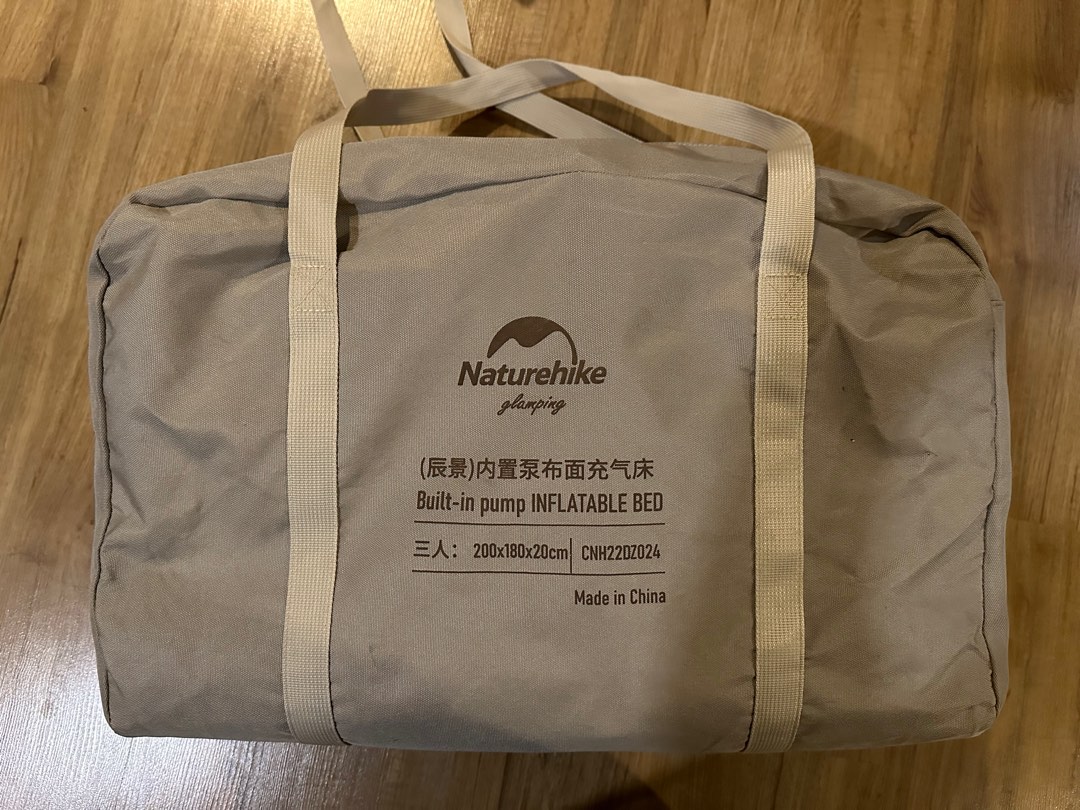 Naturehike
glamping
(辰景)内置泵布面充气床
Built-in pump INFLATABLE BED
三人： 200x180x20cm CNH22DZ024
Made in China